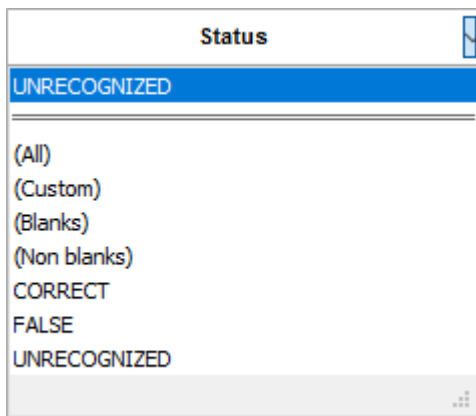 Status
UNRECOGNIZED
(All)
(Custom)
(Blanks)
(Non blanks)
CORRECT
FALSE
UNRECOGNIZED